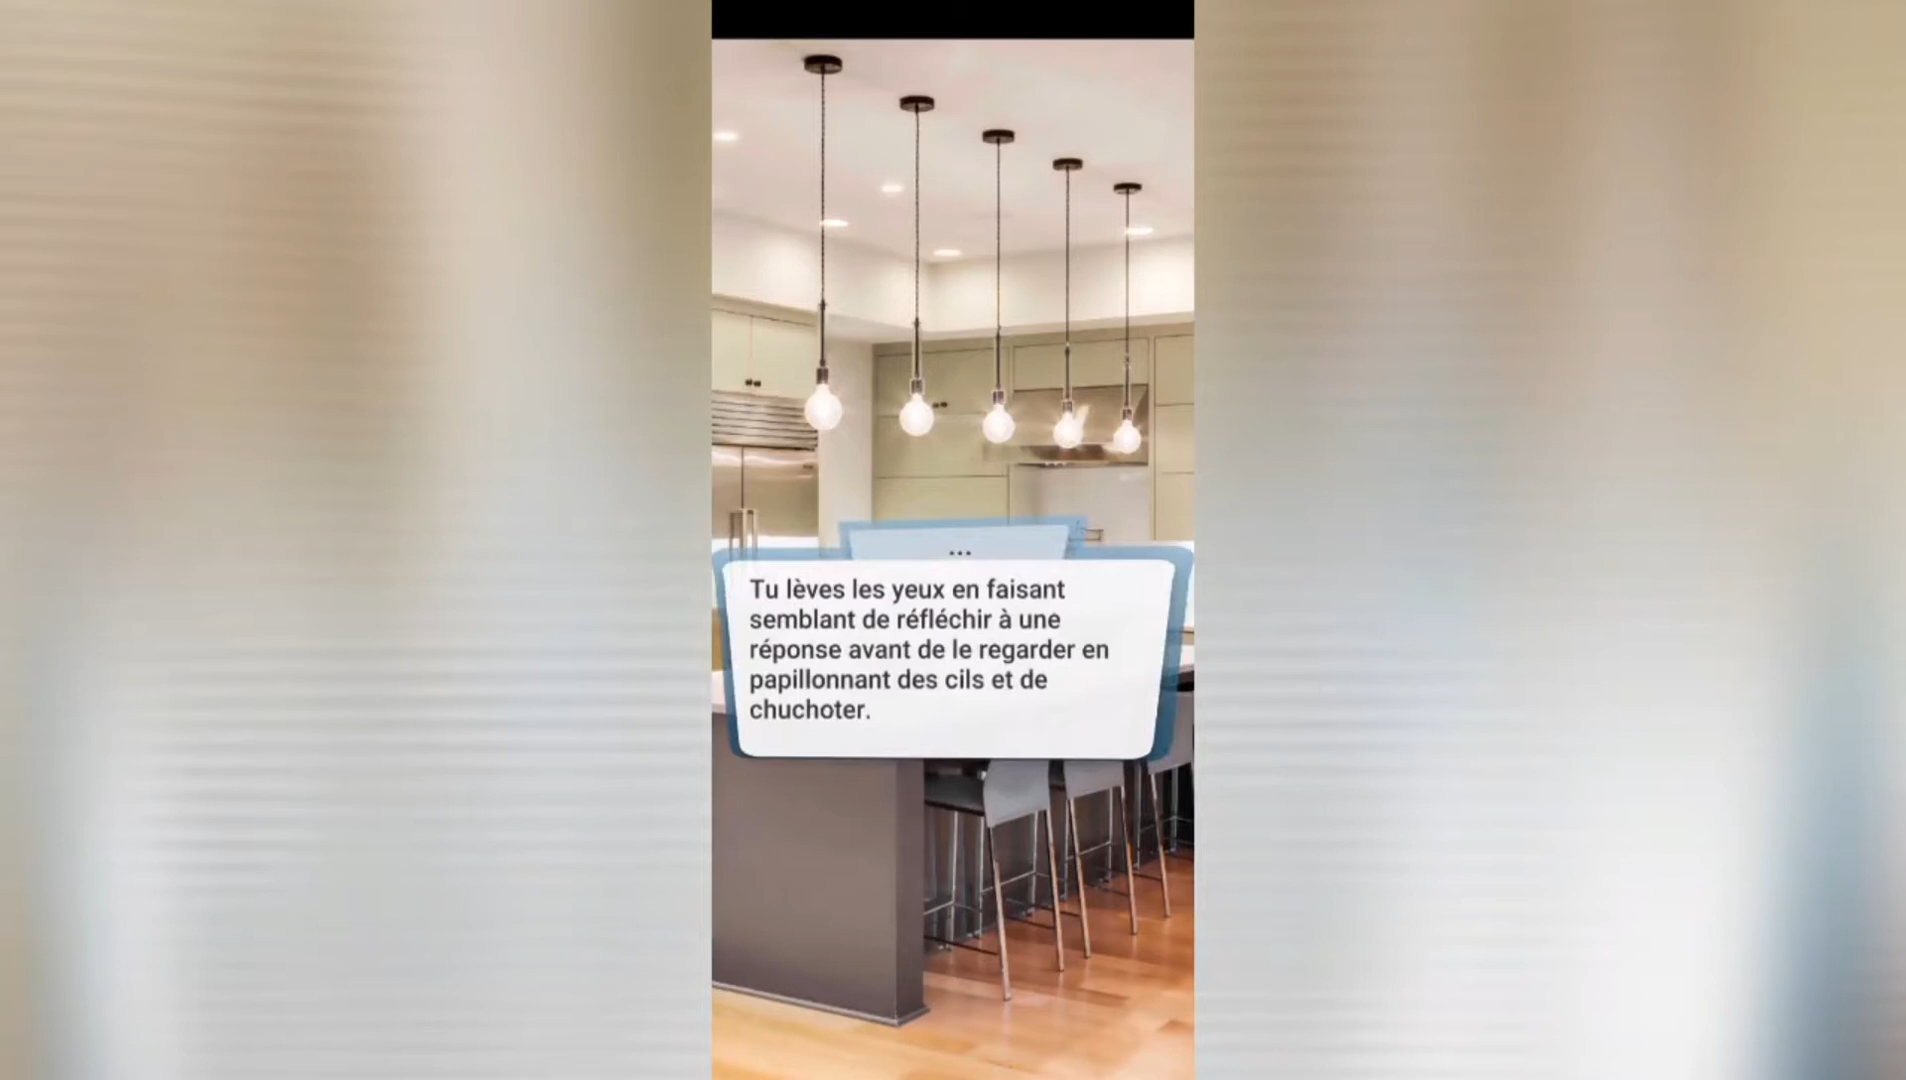 ...
Tu lèves les yeux en faisant
semblant de réfléchir à une
réponse avant de le regarder en
papillonnant des cils et de
chuchoter.